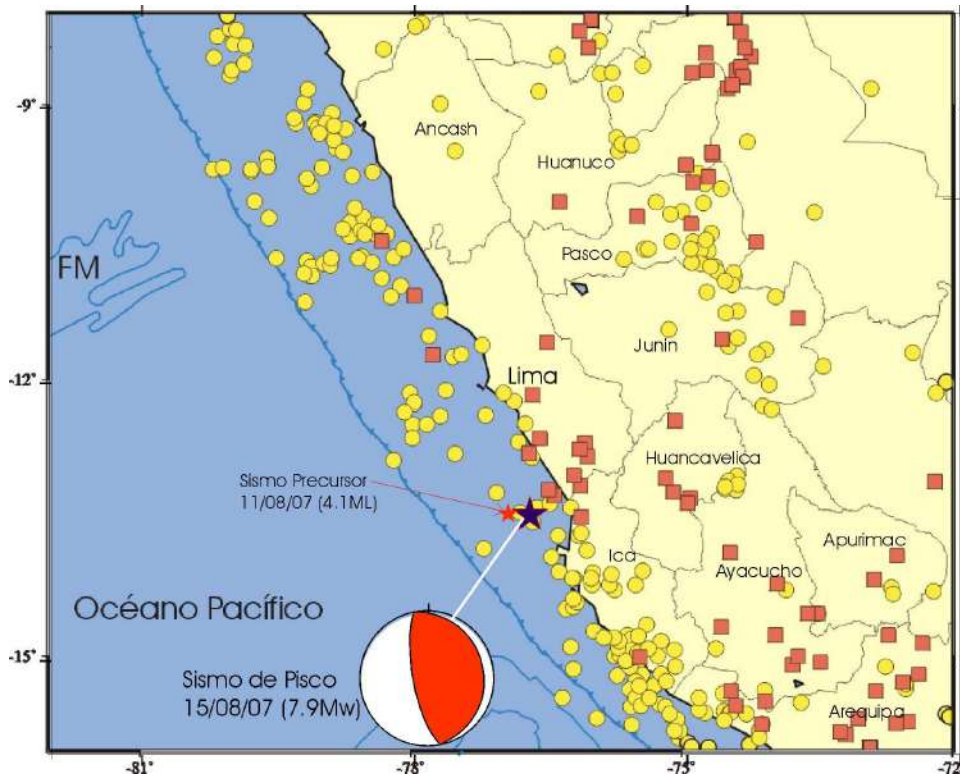 -9°
Ancash
Huanuco
FM
Pasco
Junin
-12°
Lima
Sismo Precursor
11/08/07 (4.1ML)
Huancavelica
Ica
Ayacucho
Apurimac
Océano Pacífico
-15°
Sismo de Pisco
15/08/07 (7.9Mw)
Arequipa
-81
-78°
-75°
-72